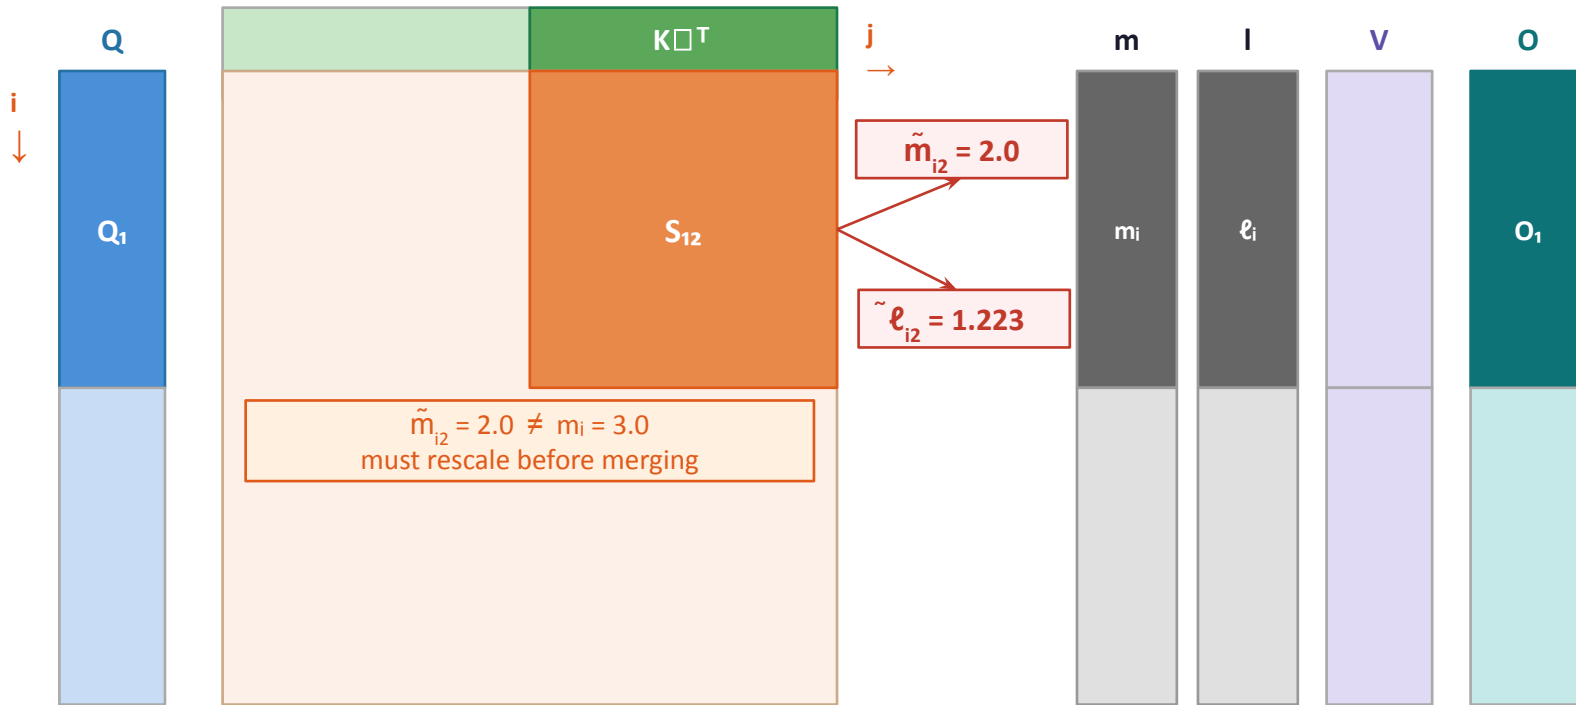 Q
K□ᵀ
j
→
m
l
V
O
i
↓
m̃ᵢ₂ = 2.0
Q₁
S₁₂
mᵢ
ℓᵢ
O₁
˜ℓᵢ₂ = 1.223
m̃ᵢ₂ = 2.0 ≠ mᵢ = 3.0
must rescale before merging